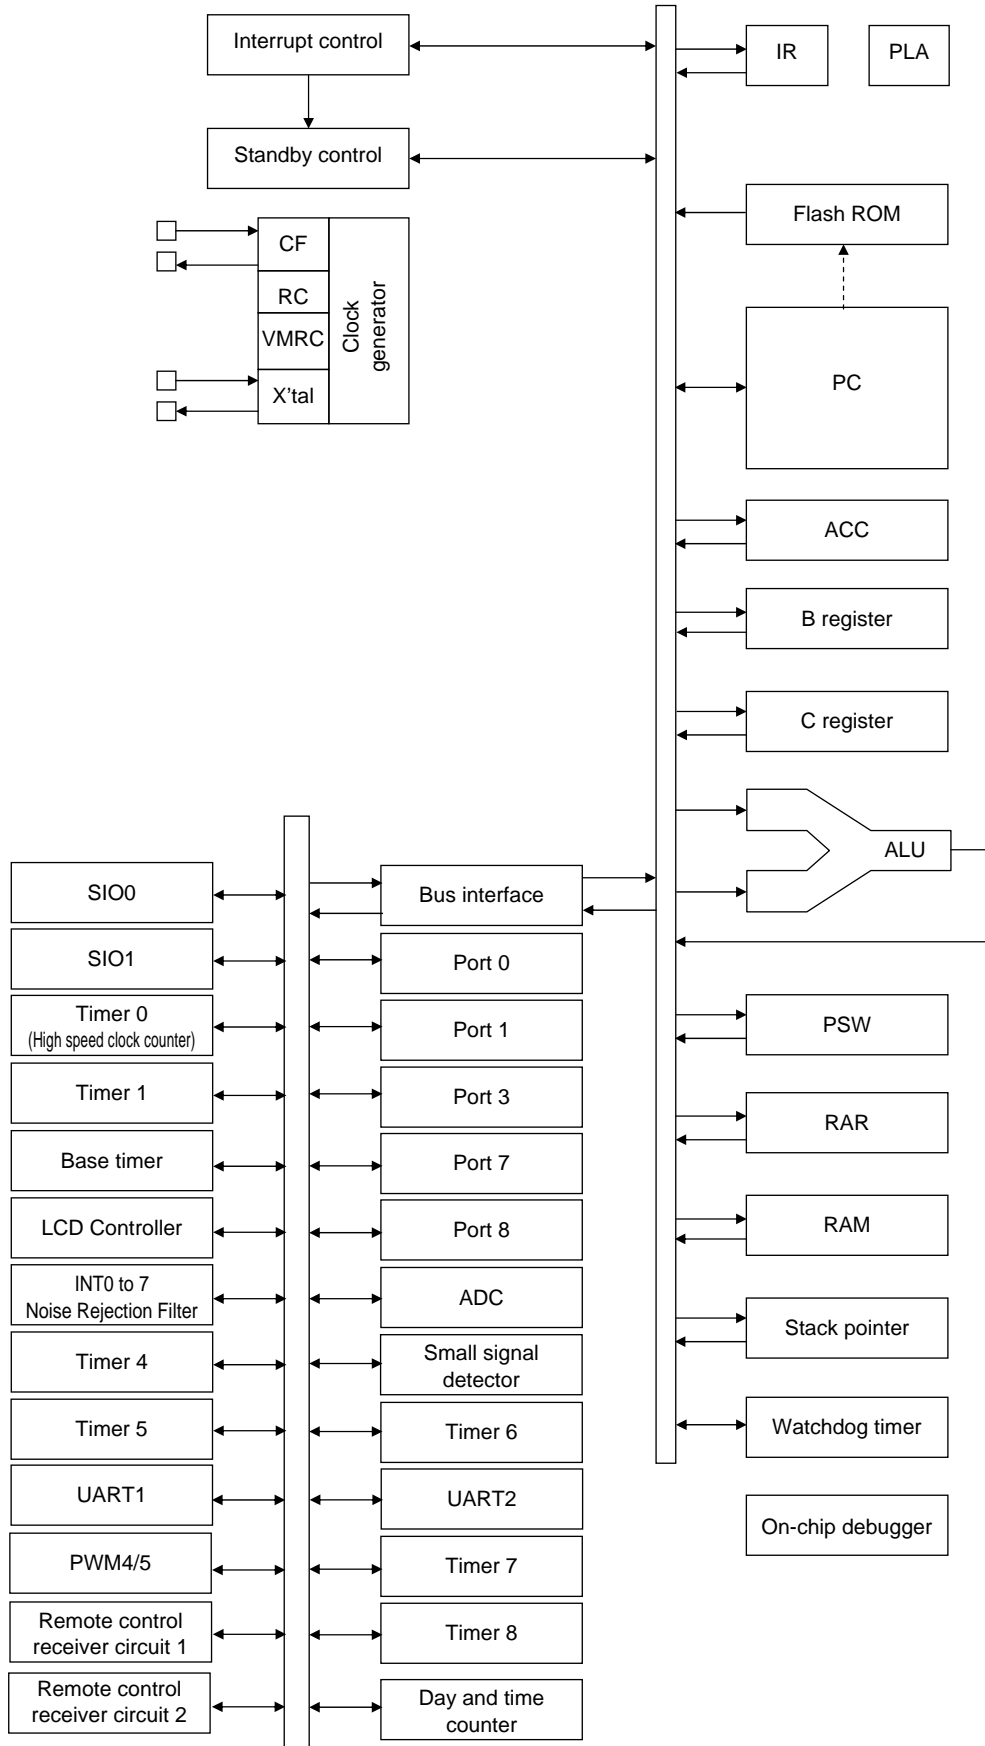 Interrupt control
IR
PLA
Standby control
Flash ROM
CF
RC
VMRC
X'tal
Clock
generator
PC
ACC
B register
C register
ALU
SIO0
Bus interface
SIO1
Port 0
Timer 0
(High speed clock counter)
Port 1
PSW
Timer 1
Port 3
RAR
Base timer
Port 7
LCD Controller
Port 8
RAM
INT0 to 7
Noise Rejection Filter
ADC
Stack pointer
Timer 4
Small signal
detector
Timer 5
Timer 6
Watchdog timer
UART1
UART2
On-chip debugger
PWM4/5
Timer 7
Remote control
receiver circuit 1
Timer 8
Remote control
receiver circuit 2
Day and time
counter